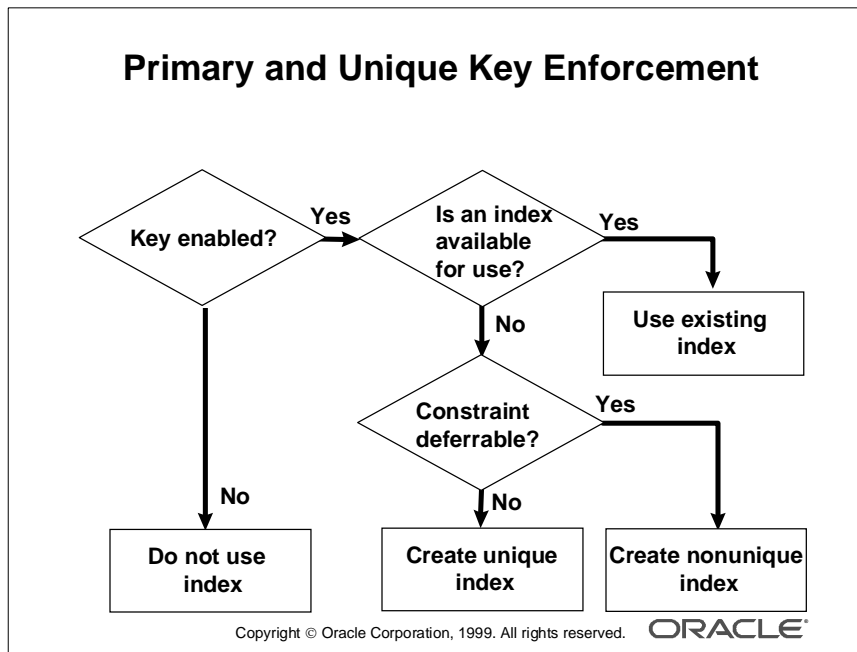 Primary and Unique Key Enforcement
Key enabled?
Yes
Is an index
available
for use?
Yes
Use existing
index
No
Constraint
deferrable?
Yes
No
No
Do not use
index
Create unique
index
Create nonunique
index
Copyright © Oracle Corporation, 1999. All rights reserved.
ORACLE®